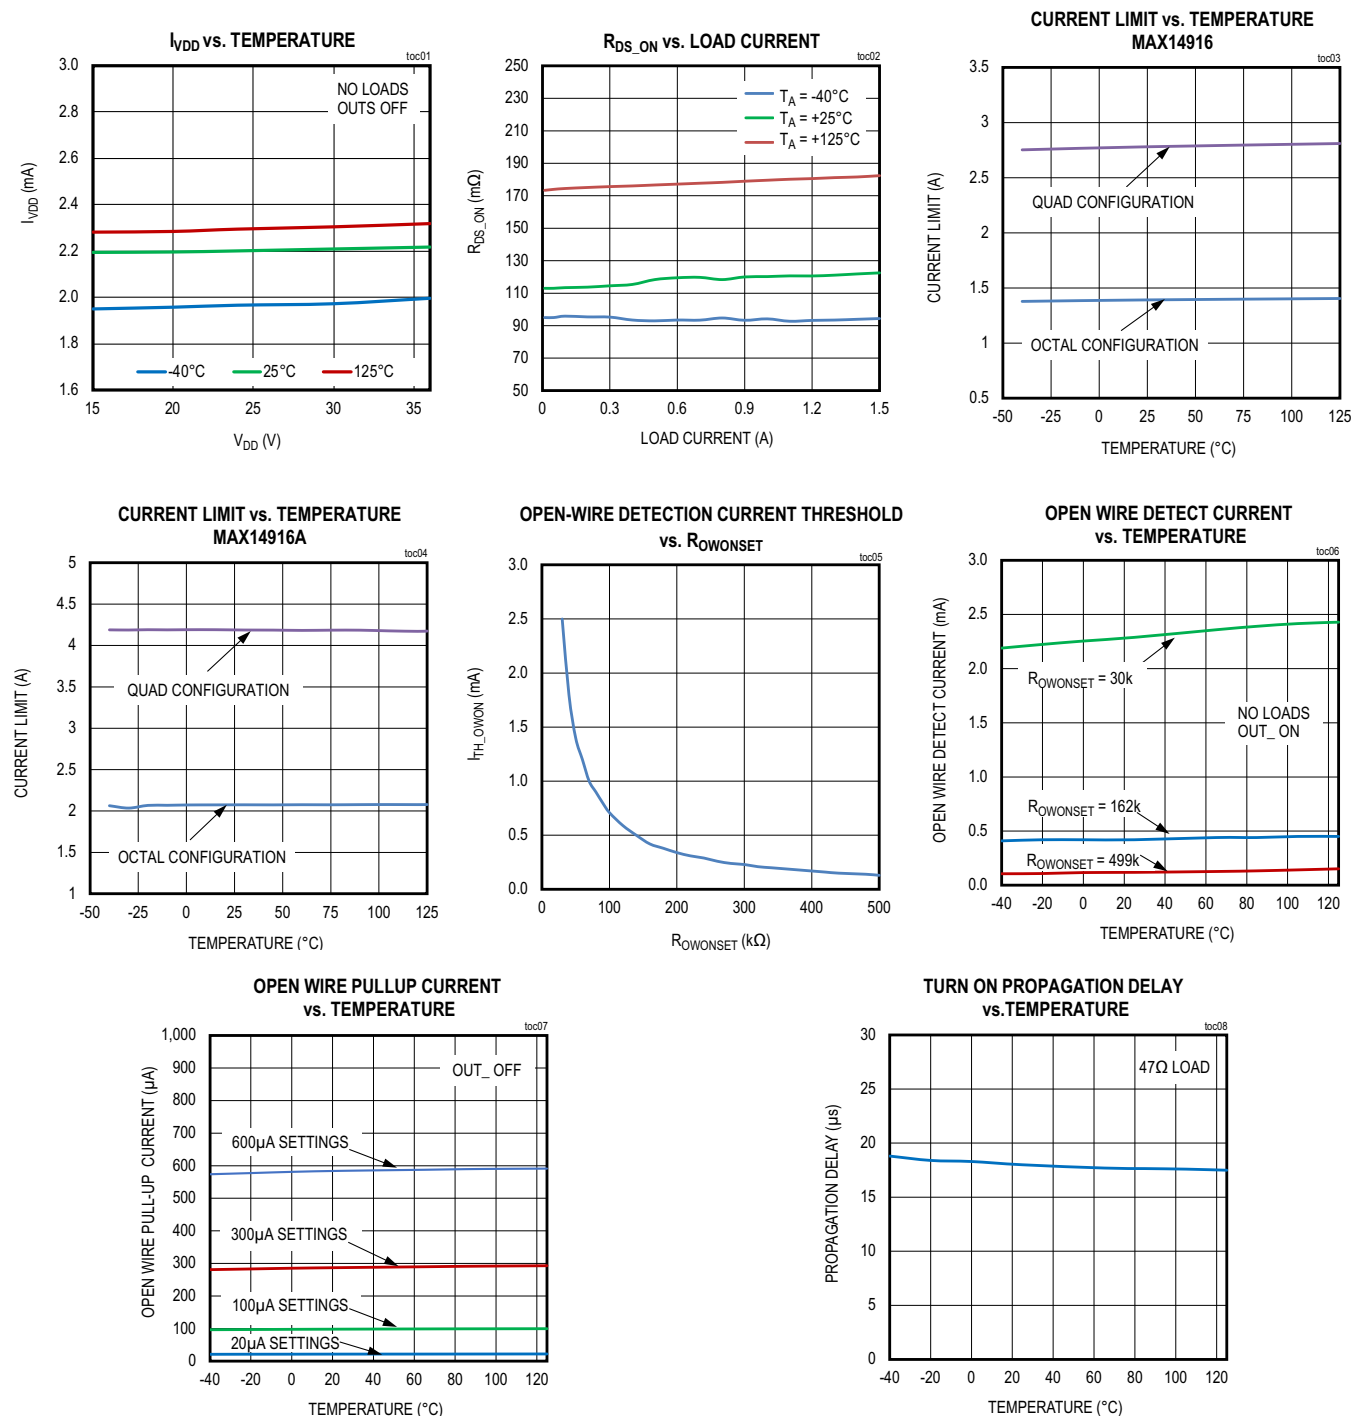 I_VDD vs. TEMPERATURE
toc01
NO LOADS
OUTS OFF
3.0
2.8
2.6
2.4
2.2
2.0
1.8
1.6
I_VDD (mA)
-40°C
25°C
125°C
15 20 25 30 35
V_DD (V)
R_DS_ON vs. LOAD CURRENT
toc02
T_A = -40°C
T_A = +25°C
T_A = +125°C
250
230
210
190
170
150
130
110
90
70
50
R_DS_ON (mΩ)
0 0.3 0.6 0.9 1.2 1.5
LOAD CURRENT (A)
CURRENT LIMIT vs. TEMPERATURE
MAX14916
toc03
3.5
3
2.5
2
1.5
1
0.5
CURRENT LIMIT (A)
QUAD CONFIGURATION
OCTAL CONFIGURATION
-50 -25 0 25 50 75 100 125
TEMPERATURE (°C)
CURRENT LIMIT vs. TEMPERATURE
MAX14916A
toc04
5
4.5
4
3.5
3
2.5
2
1.5
1
CURRENT LIMIT (A)
QUAD CONFIGURATION
OCTAL CONFIGURATION
-50 -25 0 25 50 75 100 125
TEMPERATURE (°C)
OPEN-WIRE DETECTION CURRENT THRESHOLD
vs. R_OWONSET
toc05
3.0
2.5
2.0
1.5
1.0
0.5
0.0
I_TH_OWON (mA)
0 100 200 300 400 500
R_OWONSET (kΩ)
OPEN WIRE DETECT CURRENT
vs. TEMPERATURE
toc06
3.0
2.5
2.0
1.5
1.0
0.5
0.0
OPEN WIRE DETECT CURRENT (mA)
R_OWONSET = 30k
NO LOADS
OUT_ ON
R_OWONSET = 162k
R_OWONSET = 499k
-40 -20 0 20 40 60 80 100 120
TEMPERATURE (°C)
OPEN WIRE PULLUP CURRENT
vs. TEMPERATURE
toc07
1,000
900
800
700
600
500
400
300
200
100
0
OPEN WIRE PULL-UP CURRENT (µA)
OUT_ OFF
600µA SETTINGS
300µA SETTINGS
100µA SETTINGS
20µA SETTINGS
-40 -20 0 20 40 60 80 100 120
TEMPERATURE (°C)
TURN ON PROPAGATION DELAY
vs.TEMPERATURE
toc08
47Ω LOAD
30
25
20
15
10
5
0
PROPAGATION DELAY (µs)
-40 -20 0 20 40 60 80 100 120
TEMPERATURE (°C)